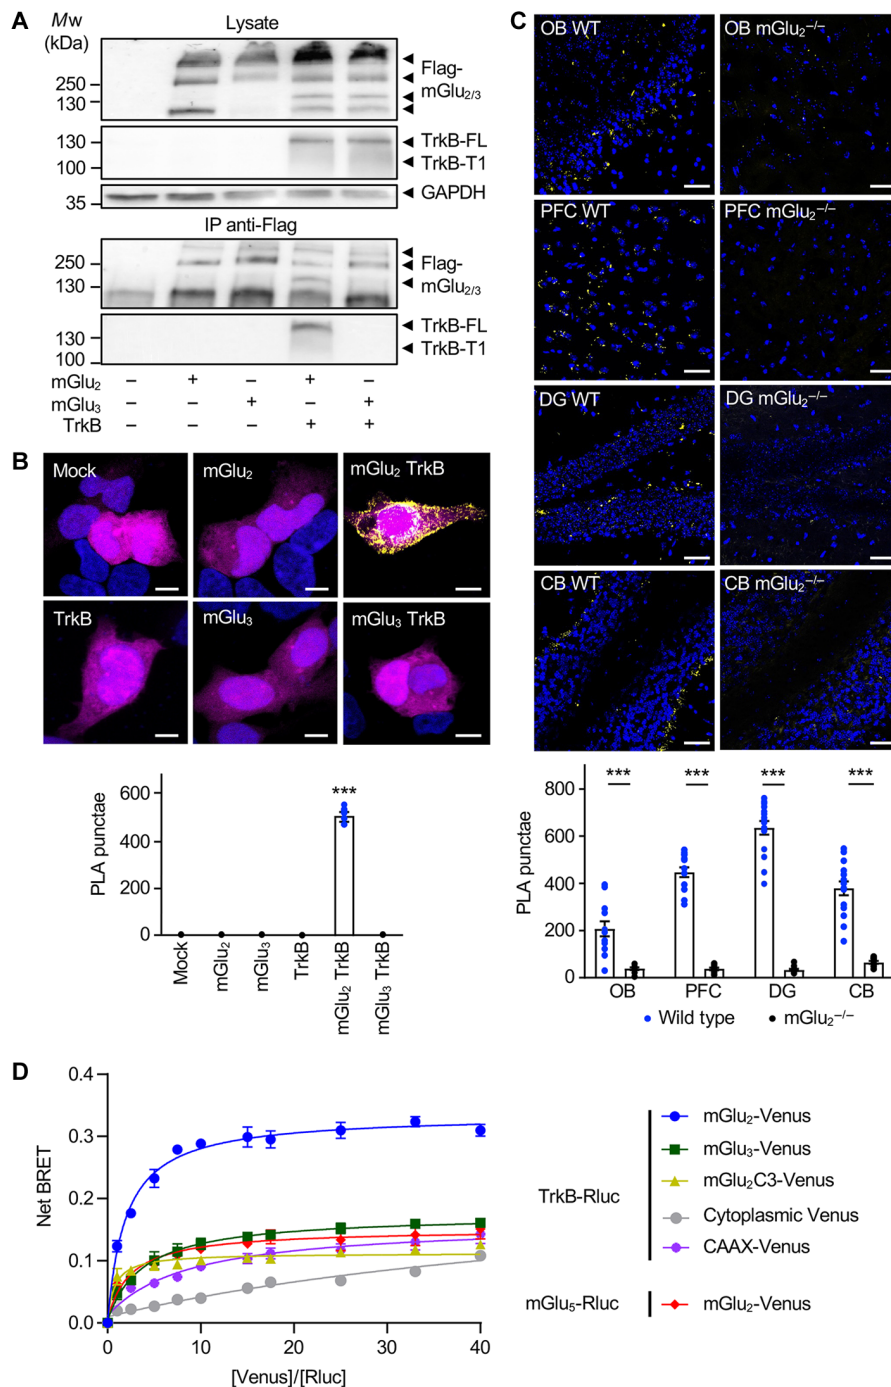 A
Mw
(kDa)
Lysate
250
130
Flag-
mGlu2/3
130
100
TrkB-FL
TrkB-T1
35
GAPDH
IP anti-Flag
250
130
Flag-
mGlu2/3
130
100
TrkB-FL
TrkB-T1
mGlu2 – + – + –
mGlu3 – – + – +
TrkB – – – + +
B
Mock
mGlu2
mGlu2 TrkB
TrkB
mGlu3
mGlu3 TrkB
PLA punctae
600
400
200
0
***
Mock
mGlu2
mGlu3
TrkB
mGlu2 TrkB
mGlu3 TrkB
C
OB WT
OB mGlu2−/−
PFC WT
PFC mGlu2−/−
DG WT
DG mGlu2−/−
CB WT
CB mGlu2−/−
PLA punctae
800
600
400
200
0
*** *** *** ***
OB PFC DG CB
Wild type mGlu2−/−
D
Net BRET
0.4
0.3
0.2
0.1
0.0
0 10 20 30 40
[Venus]/[Rluc]
TrkB-Rluc
mGlu2-Venus
mGlu3-Venus
mGlu2C3-Venus
Cytoplasmic Venus
CAAX-Venus
mGlu5-Rluc
mGlu2-Venus